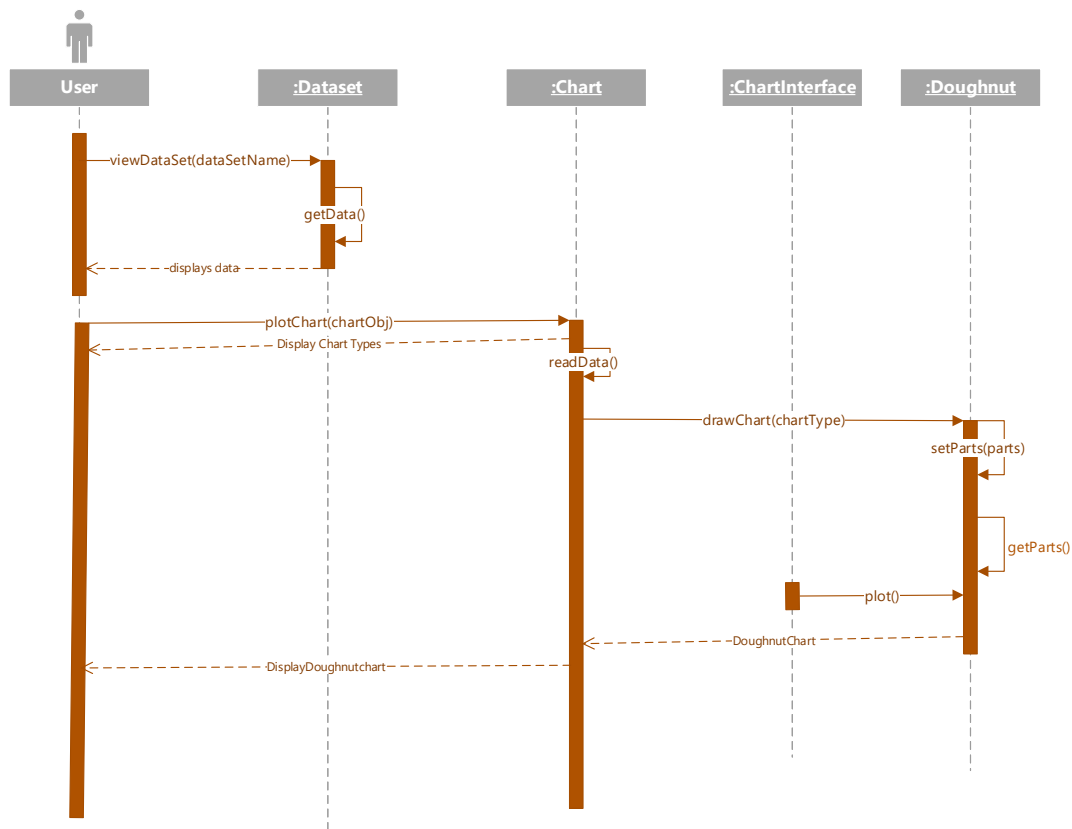 User
:Dataset
:Chart
:ChartInterface
:Doughnut
viewDataSet(dataSetName)
getData()
displays data
plotChart(chartObj)
Display Chart Types
readData()
drawChart(chartType)
setParts(parts)
getParts()
plot()
DoughnutChart
DisplayDoughnutchart